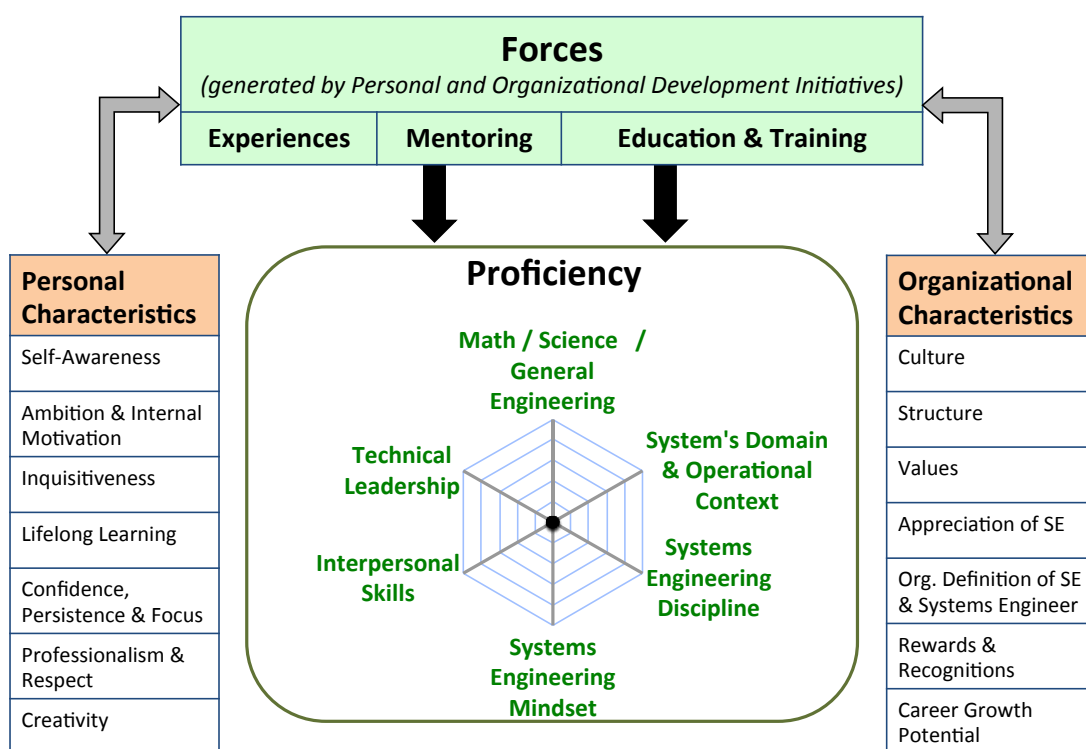 Forces
(generated by Personal and Organizational Development Initiatives)
Experiences
Mentoring
Education & Training
Personal
Characteristics
Self-Awareness
Ambition & Internal
Motivation
Inquisitiveness
Lifelong Learning
Confidence,
Persistence & Focus
Professionalism &
Respect
Creativity
Proficiency
Math / Science /
General
Engineering
Technical
Leadership
System's Domain
& Operational
Context
Interpersonal
Skills
Systems
Engineering
Discipline
Systems
Engineering
Mindset
Organizational
Characteristics
Culture
Structure
Values
Appreciation of SE
Org. Definition of SE
& Systems Engineer
Rewards &
Recognitions
Career Growth
Potential